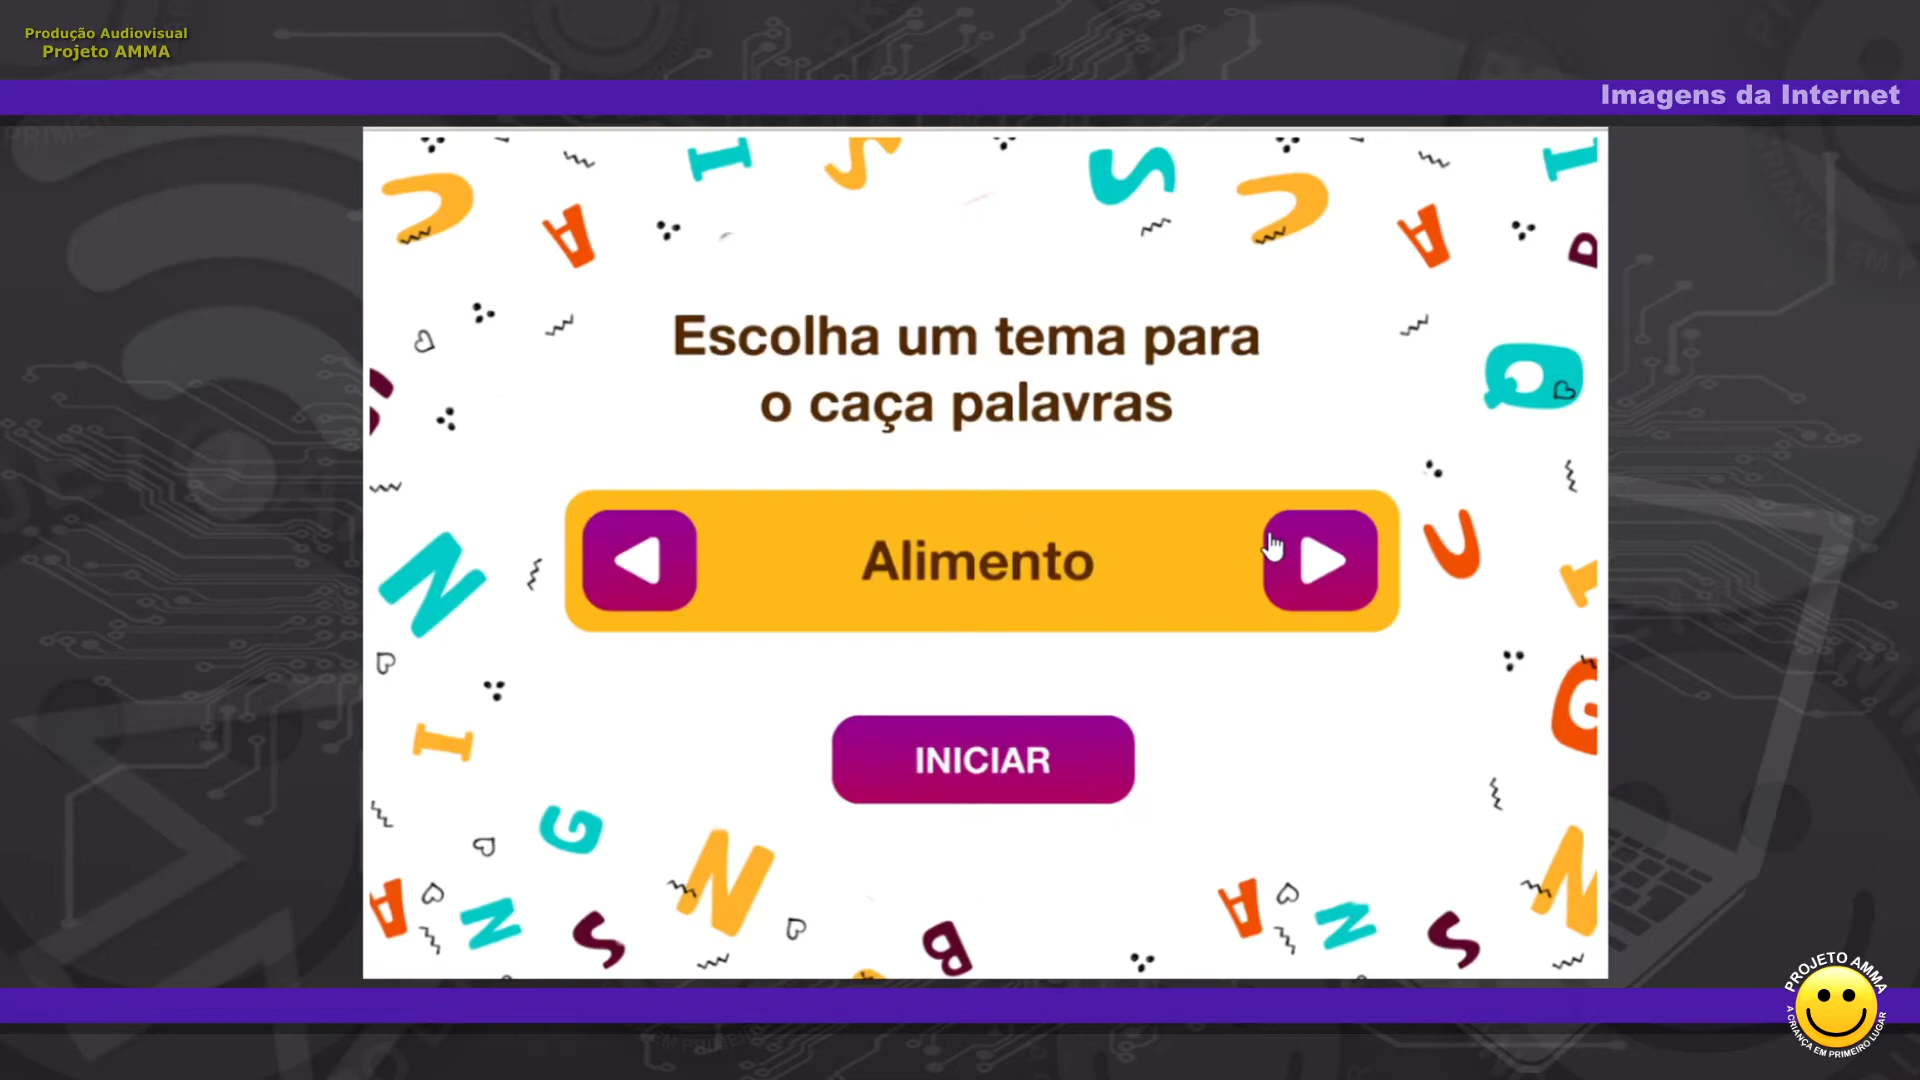 Produção Audiovisual
Projeto AMMA
Imagens da Internet
Escolha um tema para
o caça palavras
Alimento
INICIAR
PROJETO AMMA
A CRIANÇA EM PRIMEIRO LUGAR